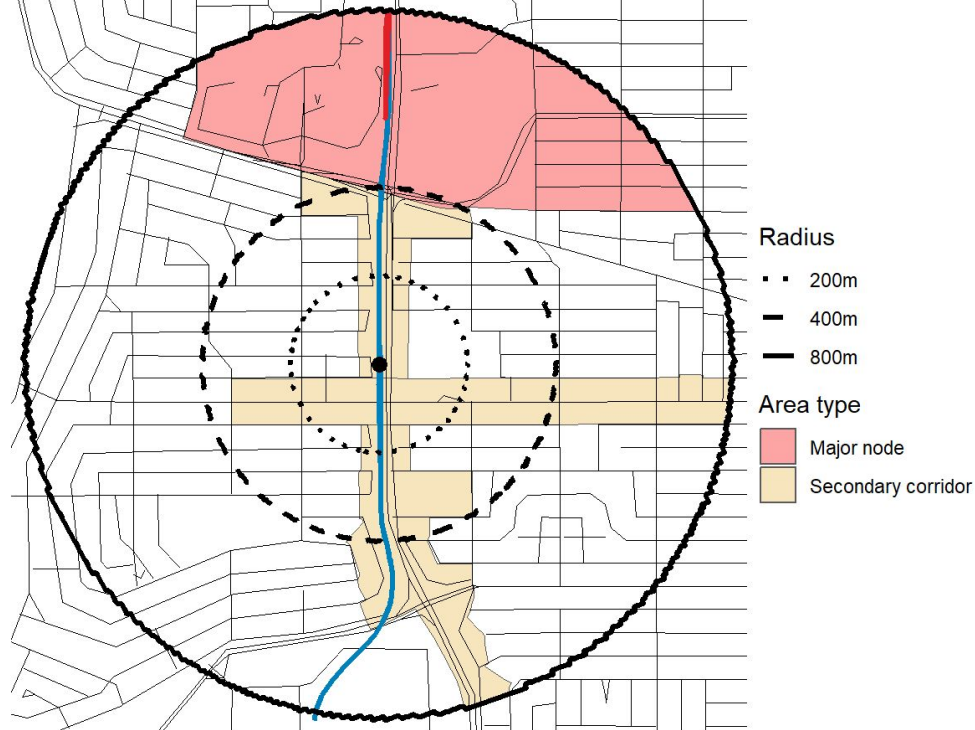 Radius
200m
400m
800m
Area type
Major node
Secondary corridor